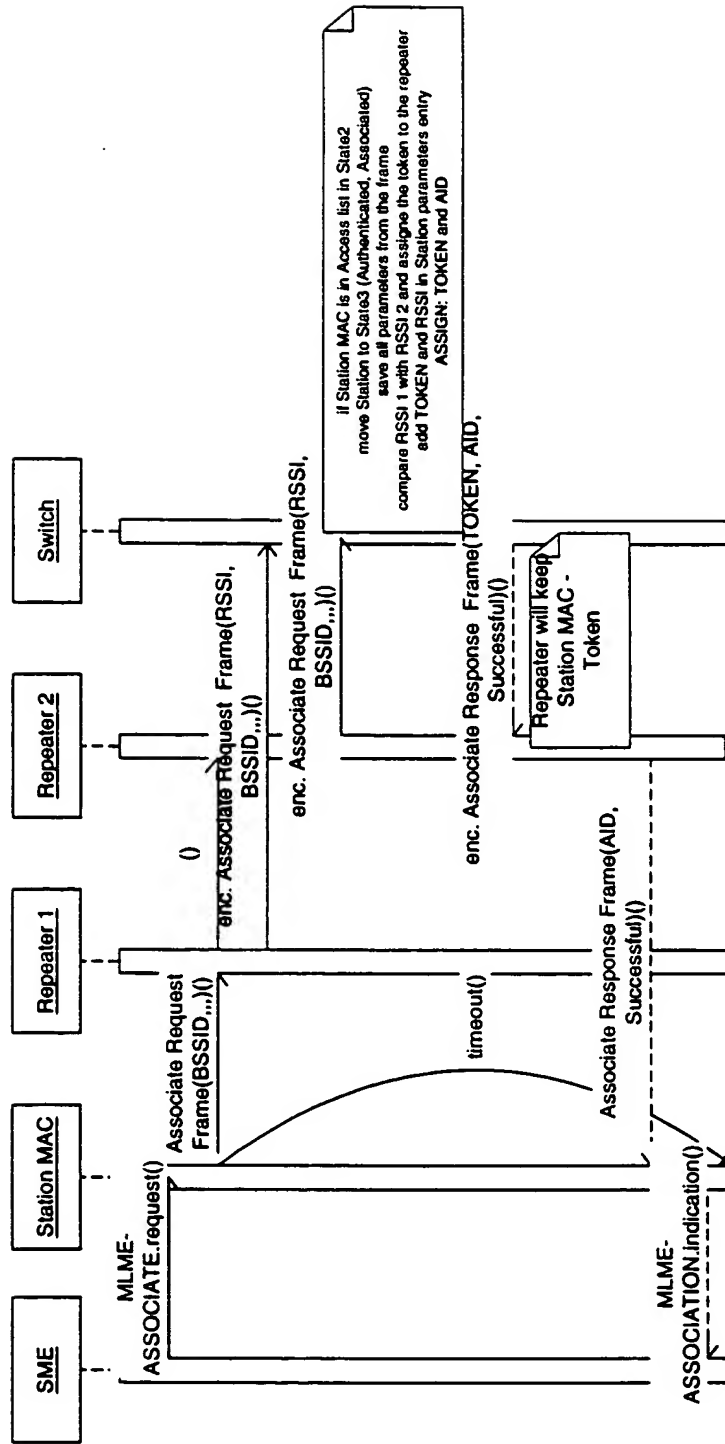 SME
Station MAC
Repeater 1
Repeater 2
Switch
MLME-
ASSOCIATE.request()
Associate Request
Frame(BSSID,,,)()
()
enc. Associate Request Frame(RSSI,
BSSID,,,)()
enc. Associate Request Frame(RSSI,
BSSID,,,)()
if Station MAC is in Access list in State2
move Station to State3 (Authenticated, Associated)
save all parameters from the frame
compare RSSI 1 with RSSI 2 and assigne the token to the repeater
add TOKEN and RSSI in Station parameters entry
ASSIGN: TOKEN and AID
enc. Associate Response Frame(TOKEN, AID,
Successful)()
Repeater will keep
Station MAC -
Token
timeout()
Associate Response Frame(AID,
Successful)()
MLME-
ASSOCIATION.indication()